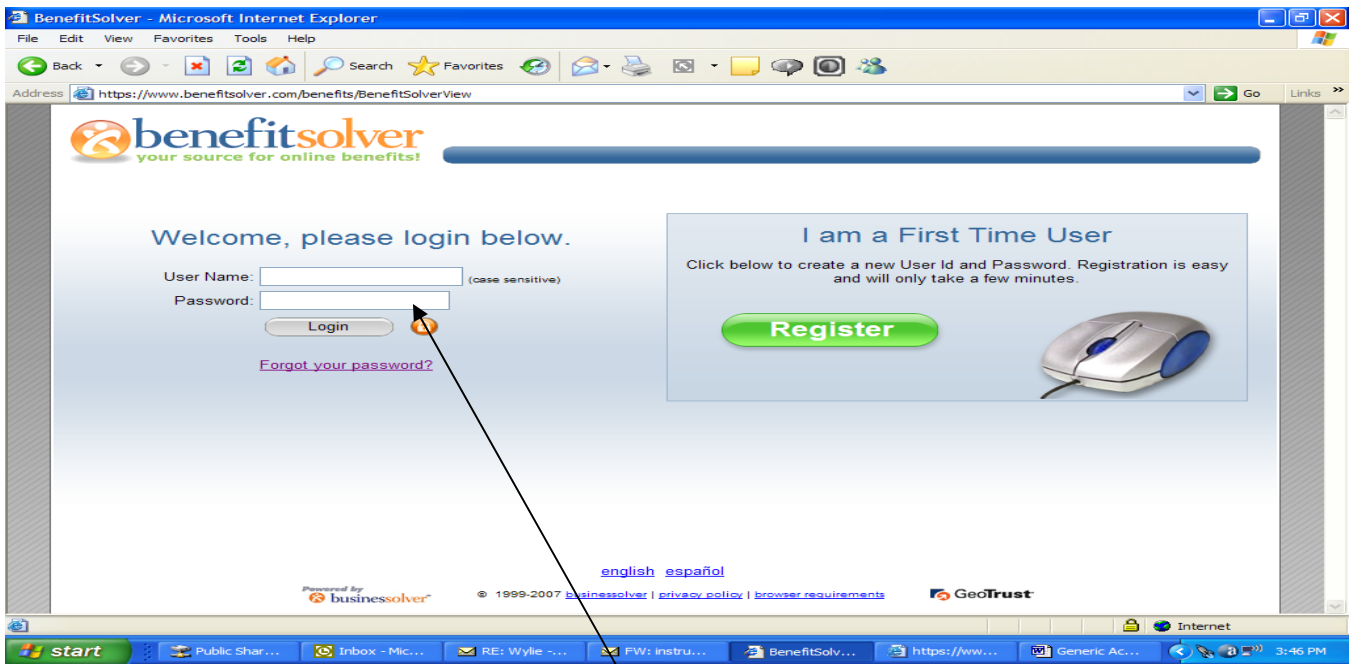 BenefitSolver - Microsoft Internet Explorer
File Edit View Favorites Tools Help
Back Search Favorites
Address https://www.benefitsolver.com/benefits/BenefitSolverView Go Links »
benefitsolver
your source for online benefits!
Welcome, please login below.
User Name: (case sensitive)
Password:
Login
Forgot your password?
I am a First Time User
Click below to create a new User Id and Password. Registration is easy
and will only take a few minutes.
Register
english español
Powered by
businessolver
© 1999-2007 businessolver | privacy policy | browser requirements
GeoTrust
Internet
start Public Shar... Inbox - Mic... RE: Wylie -... FW: instru... BenefitSolv... https://ww... Generic Ac... 3:46 PM